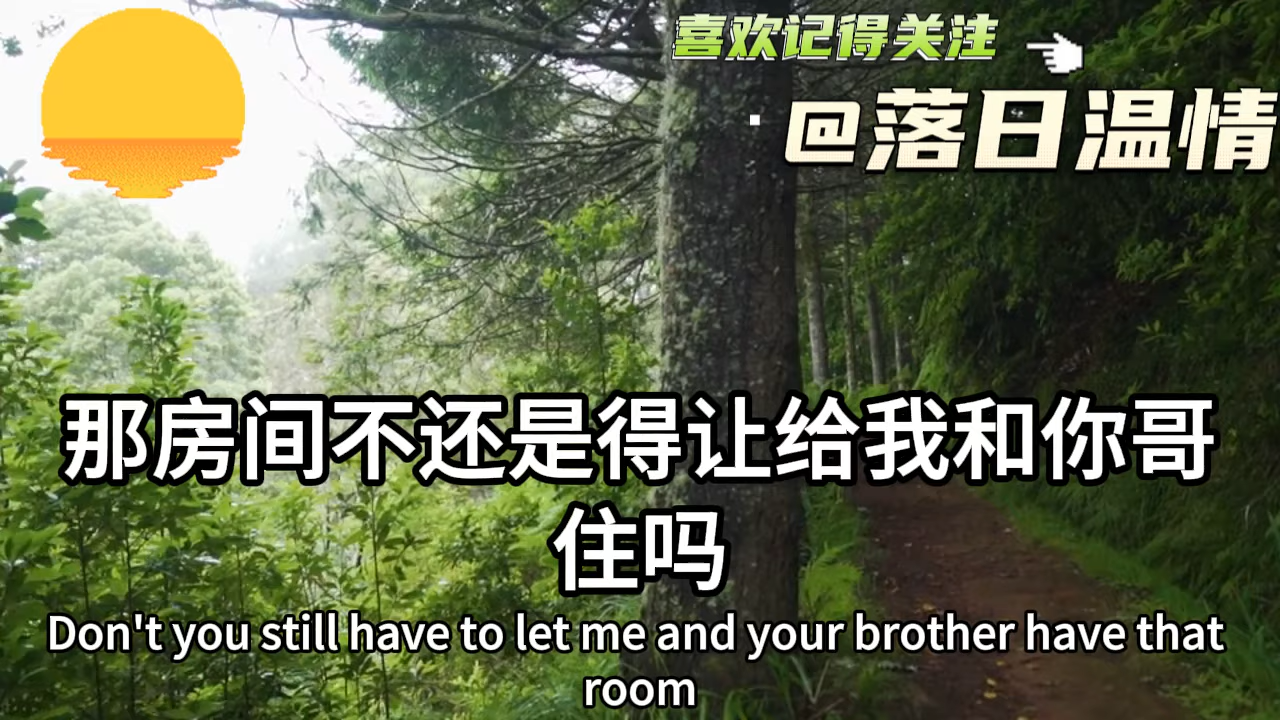 喜欢记得关注
@落日温情
那房间不还是得让给我和你哥
住吗
Don't you still have to let me and your brother have that
room